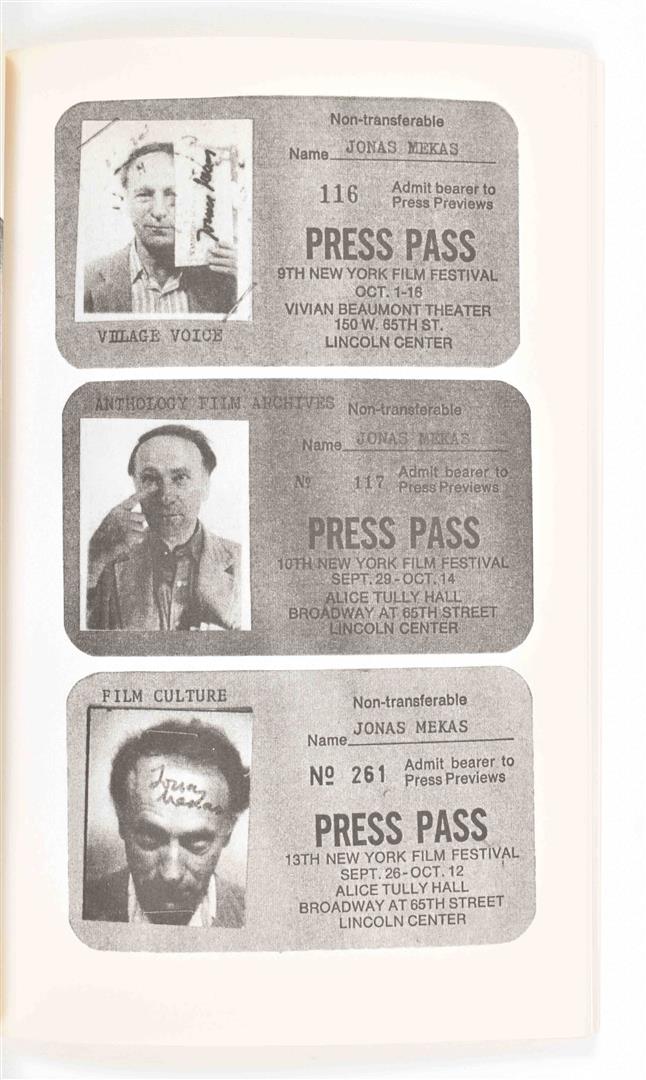 Non-transferable
Name JONAS MEKAS
116 Admit bearer to
Press Previews
PRESS PASS
9TH NEW YORK FILM FESTIVAL
OCT. 1-16
VIVIAN BEAUMONT THEATER
150 W. 65TH ST.
LINCOLN CENTER
VILLAGE VOICE
ANTHOLOGY FILM ARCHIVES
Non-transferable
Name JONAS MEKAS
No 117 Admit bearer to
Press Previews
PRESS PASS
10TH NEW YORK FILM FESTIVAL
SEPT. 29-OCT. 14
ALICE TULLY HALL
BROADWAY AT 65TH STREET
LINCOLN CENTER
FILM CULTURE
Jonas
Mekas
Non-transferable
Name JONAS MEKAS
No 261 Admit bearer to
Press Previews
PRESS PASS
13TH NEW YORK FILM FESTIVAL
SEPT. 26-OCT. 12
ALICE TULLY HALL
BROADWAY AT 65TH STREET
LINCOLN CENTER